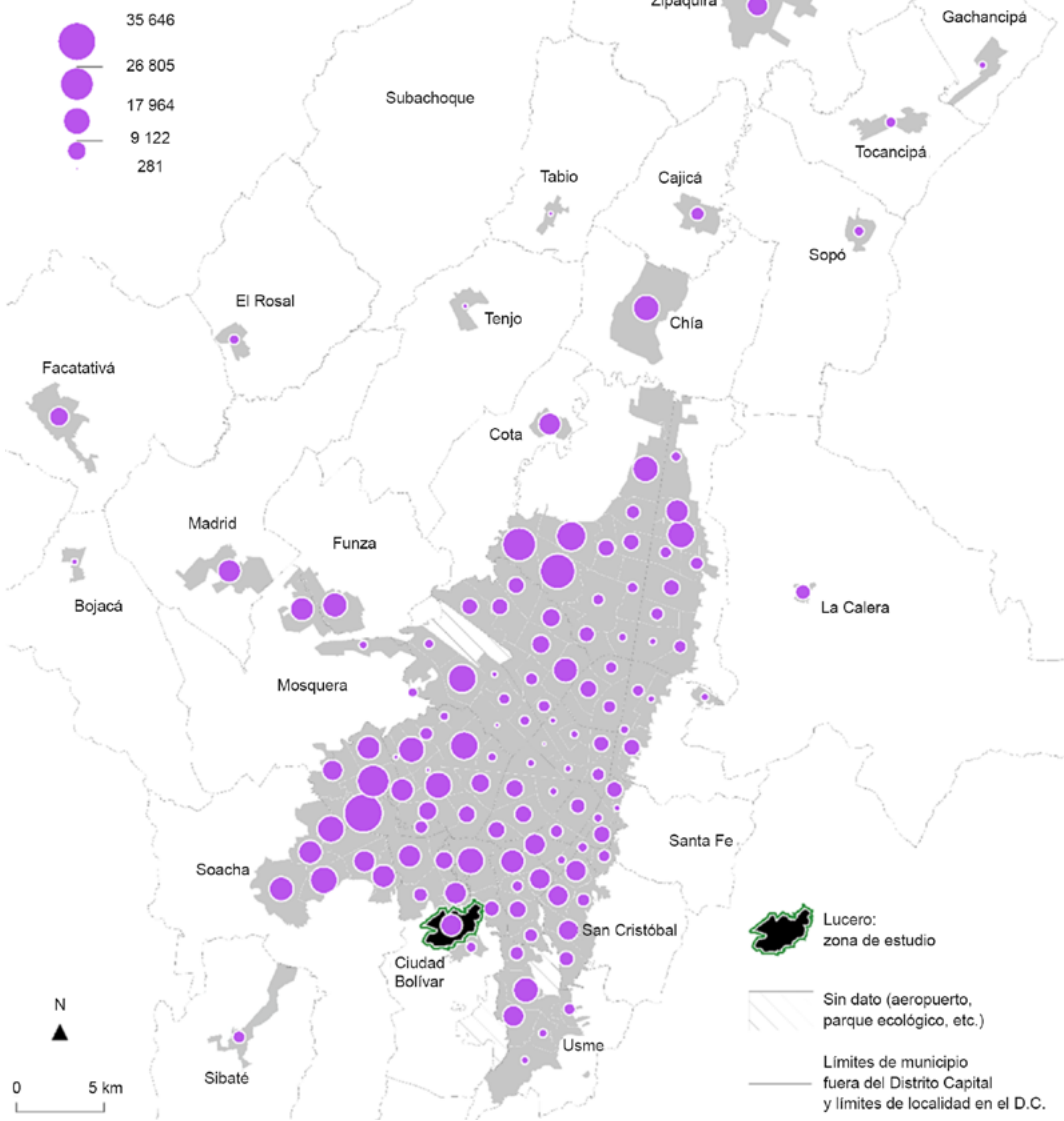 35 646
26 805
17 964
9 122
281
Zipaquirá
Gachancipá
Subachoque
Tocancipá
Tabio
Cajicá
Sopó
El Rosal
Tenjo
Chía
Facatativá
Cota
Madrid
Funza
Bojacá
La Calera
Mosquera
Santa Fe
Soacha
San Cristóbal
Lucero:
zona de estudio
Ciudad
Bolívar
N
Sin dato (aeropuerto,
parque ecológico, etc.)
Usme
Sibaté
0 5 km
Límites de municipio
fuera del Distrito Capital
y límites de localidad en el D.C.